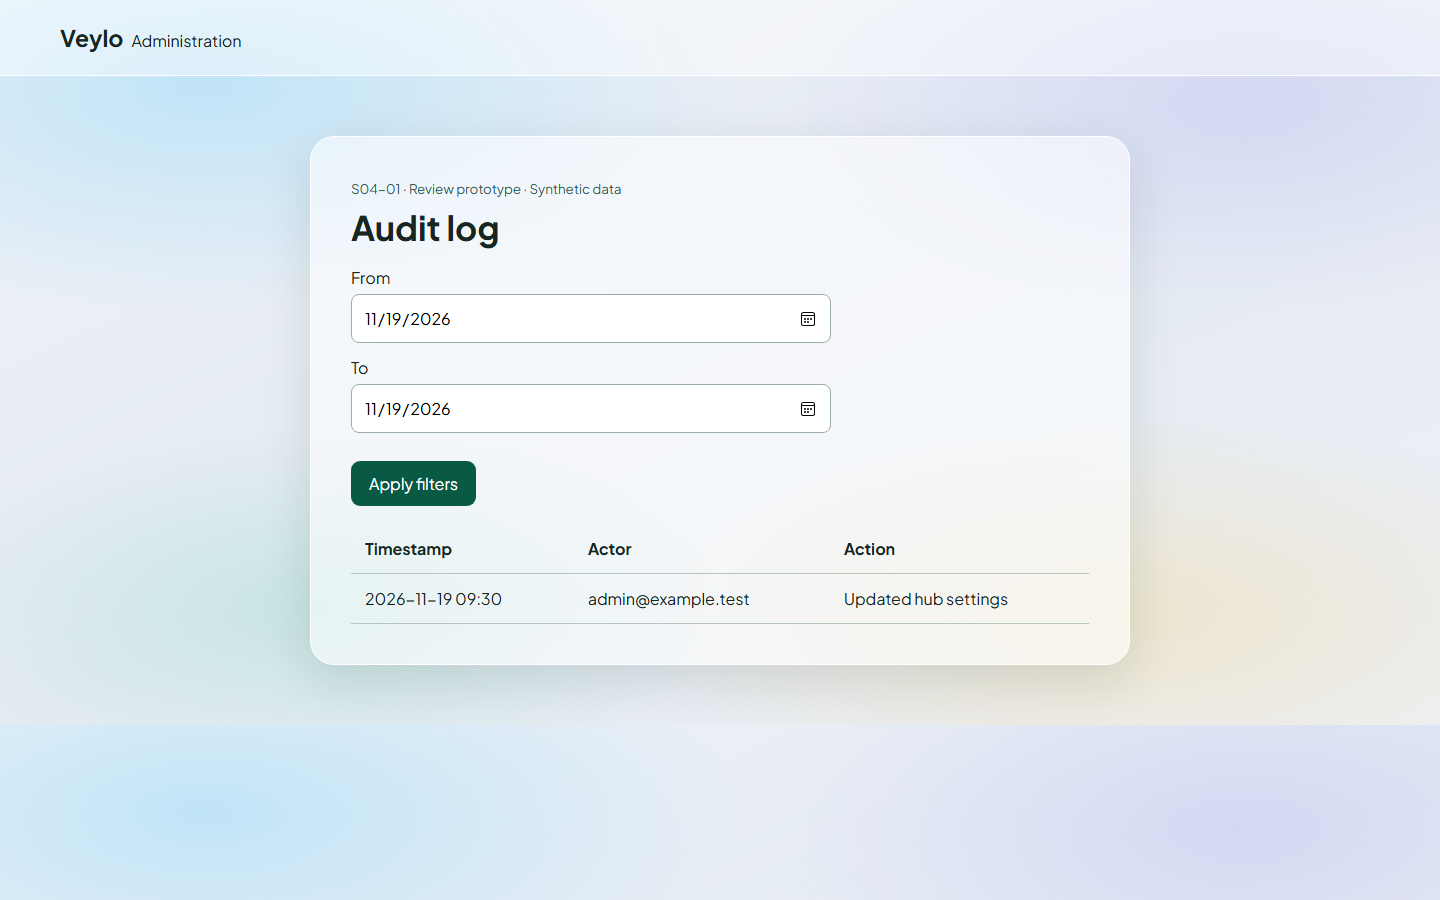 Veylo Administration
S04-01 · Review prototype · Synthetic data
Audit log
From
11/19/2026
To
11/19/2026
Apply filters
Timestamp Actor Action
2026-11-19 09:30 admin@example.test Updated hub settings